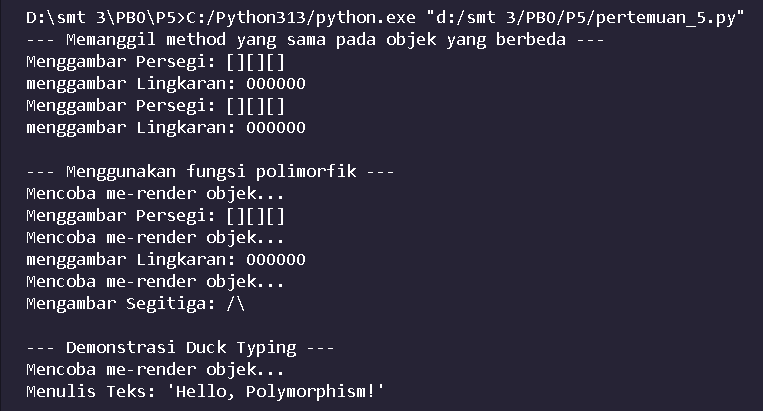 D:\smt 3\PBO\P5>C:/Python313/python.exe "d:/smt 3/PBO/P5/pertemuan_5.py"
--- Memanggil method yang sama pada objek yang berbeda ---
Menggambar Persegi: [][][]
menggambar Lingkaran: OOOOOO
Menggambar Persegi: [][][]
menggambar Lingkaran: OOOOOO
--- Menggunakan fungsi polimorfik ---
Mencoba me-render objek...
Menggambar Persegi: [][][]
Mencoba me-render objek...
menggambar Lingkaran: OOOOOO
Mencoba me-render objek...
Mengambar Segitiga: /\
--- Demonstrasi Duck Typing ---
Mencoba me-render objek...
Menulis Teks: 'Hello, Polymorphism!'